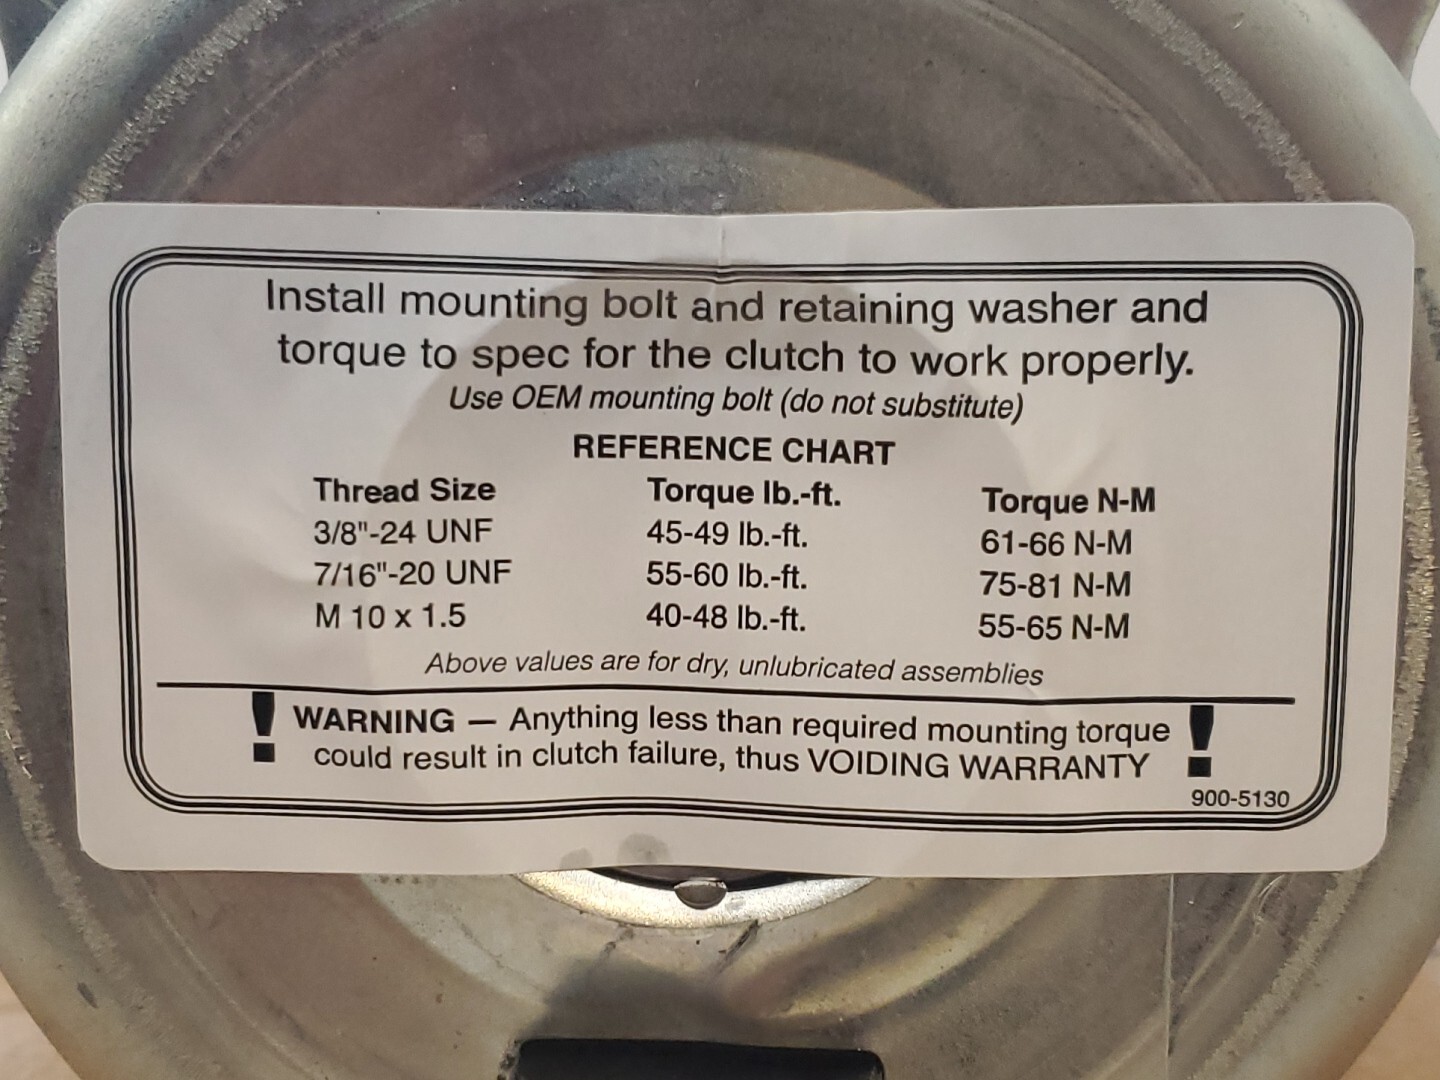 Install mounting bolt and retaining washer and
torque to spec for the clutch to work properly.
Use OEM mounting bolt (do not substitute)
REFERENCE CHART
Thread Size Torque lb.-ft. Torque N-M
3/8"-24 UNF 45-49 lb.-ft. 61-66 N-M
7/16"-20 UNF 55-60 lb.-ft. 75-81 N-M
M 10 x 1.5 40-48 lb.-ft. 55-65 N-M
Above values are for dry, unlubricated assemblies
! WARNING — Anything less than required mounting torque !
could result in clutch failure, thus VOIDING WARRANTY
900-5130